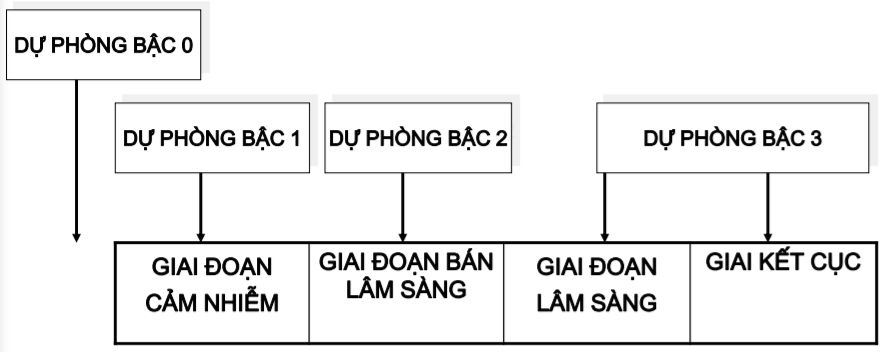 DỰ PHÒNG BẬC 0
DỰ PHÒNG BẬC 1
DỰ PHÒNG BẬC 2
DỰ PHÒNG BẬC 3
GIAI ĐOẠN
CẢM NHIỄM
GIAI ĐOẠN BÁN
LÂM SÀNG
GIAI ĐOẠN
LÂM SÀNG
GIAI KẾT CỤC